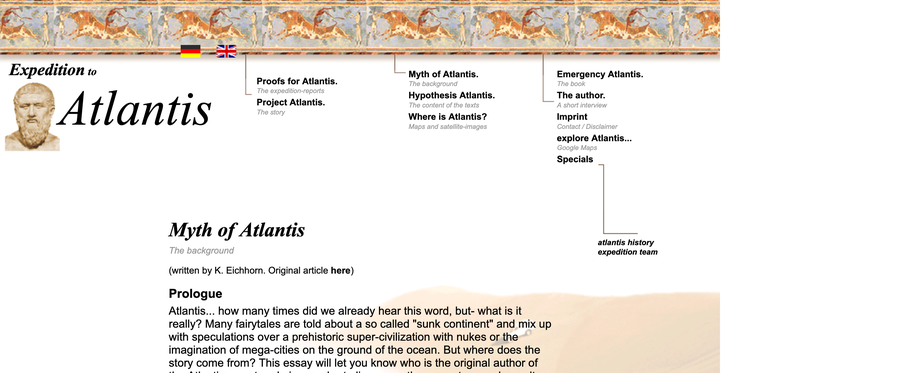 Expedition to
Atlantis
Proofs for Atlantis.
The expedition-reports
Project Atlantis.
The story
Myth of Atlantis.
The background
Hypothesis Atlantis.
The content of the texts
Where is Atlantis?
Maps and satellite-images
Emergency Atlantis.
The book
The author.
A short interview
Imprint
Contact / Disclaimer
explore Atlantis...
Google Maps
Specials
atlantis history
expedition team
Myth of Atlantis
The background
(written by K. Eichhorn. Original article here)
Prologue
Atlantis... how many times did we already hear this word, but- what is it
really? Many fairytales are told about a so called "sunk continent" and mix up
with speculations over a prehistoric super-civilization with nukes or the
imagination of mega-cities on the ground of the ocean. But where does the
story come from? This essay will let you know who is the original author of